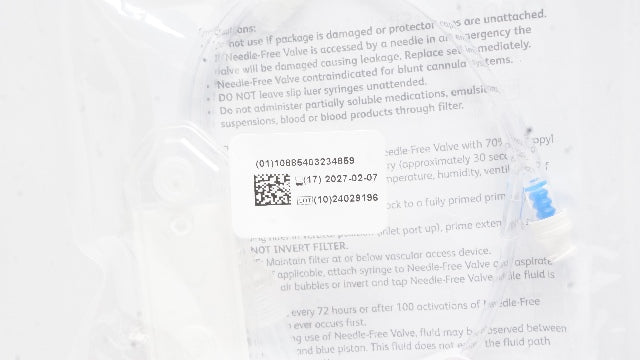 not use if package is damaged or protector caps are unattached.
If Needle-Free Valve is accessed by a needle in an emergency the
valve will be damaged causing leakage. Replace set immediately.
Needle-Free Valve contraindicated for blunt cannula systems.
DO NOT leave slip luer syringes unattended.
Do not administer partially soluble medications, emulsions,
suspensions, blood or blood products through filter.
(01)10885403234859
(17) 2027-02-07
LOT (10)24029196
Needle-Free Valve with 70%
(approximately 30
temperature, humidity,
to a fully primed
port up), prime
NOT INVERT FILTER.
Maintain filter at or below vascular access device.
applicable, attach syringe to Needle-Free Valve and aspirate
air bubbles or invert and tap Needle-Free Valve while fluid is
every 72 hours or after 100 activations of Needle-Free
ever occurs first.
use of Needle-Free Valve, fluid may be observed between
and blue piston. This fluid does not enter the fluid path